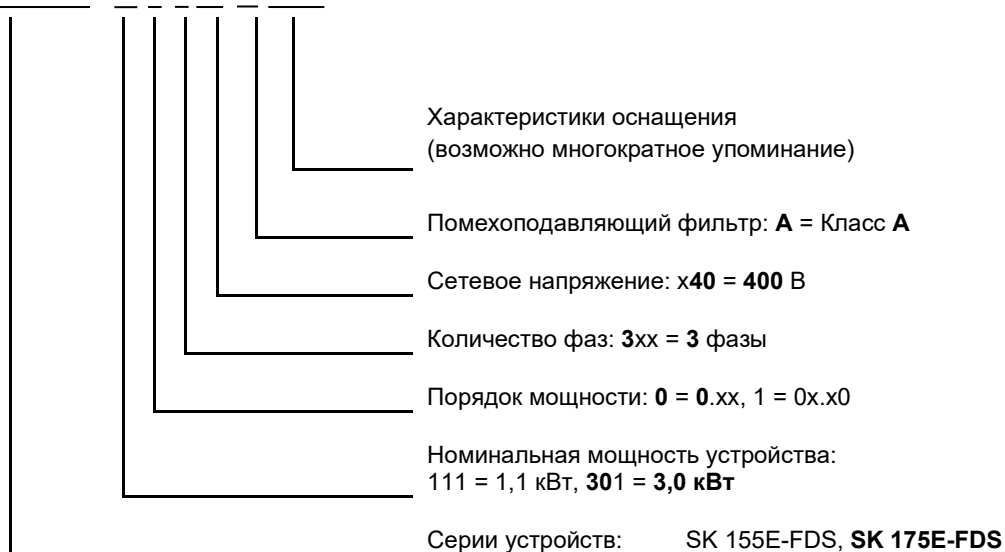 Характеристики оснащения
(возможно многократное упоминание)
Помехоподавляющий фильтр: A = Класс A
Сетевое напряжение: x40 = 400 В
Количество фаз: 3xx = 3 фазы
Порядок мощности: 0 = 0.xx, 1 = 0x.x0
Номинальная мощность устройства:
111 = 1,1 кВт, 301 = 3,0 кВт
Серии устройств: SK 155E-FDS, SK 175E-FDS